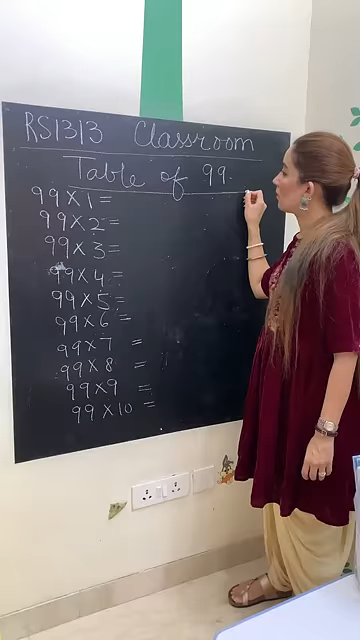 RS1313 Classroom
Table of 99.
99X1=
99X2=
99X3=
99X4=
99X5=
99X6=
99X7 =
99X8 =
99X9 =
99X10 =